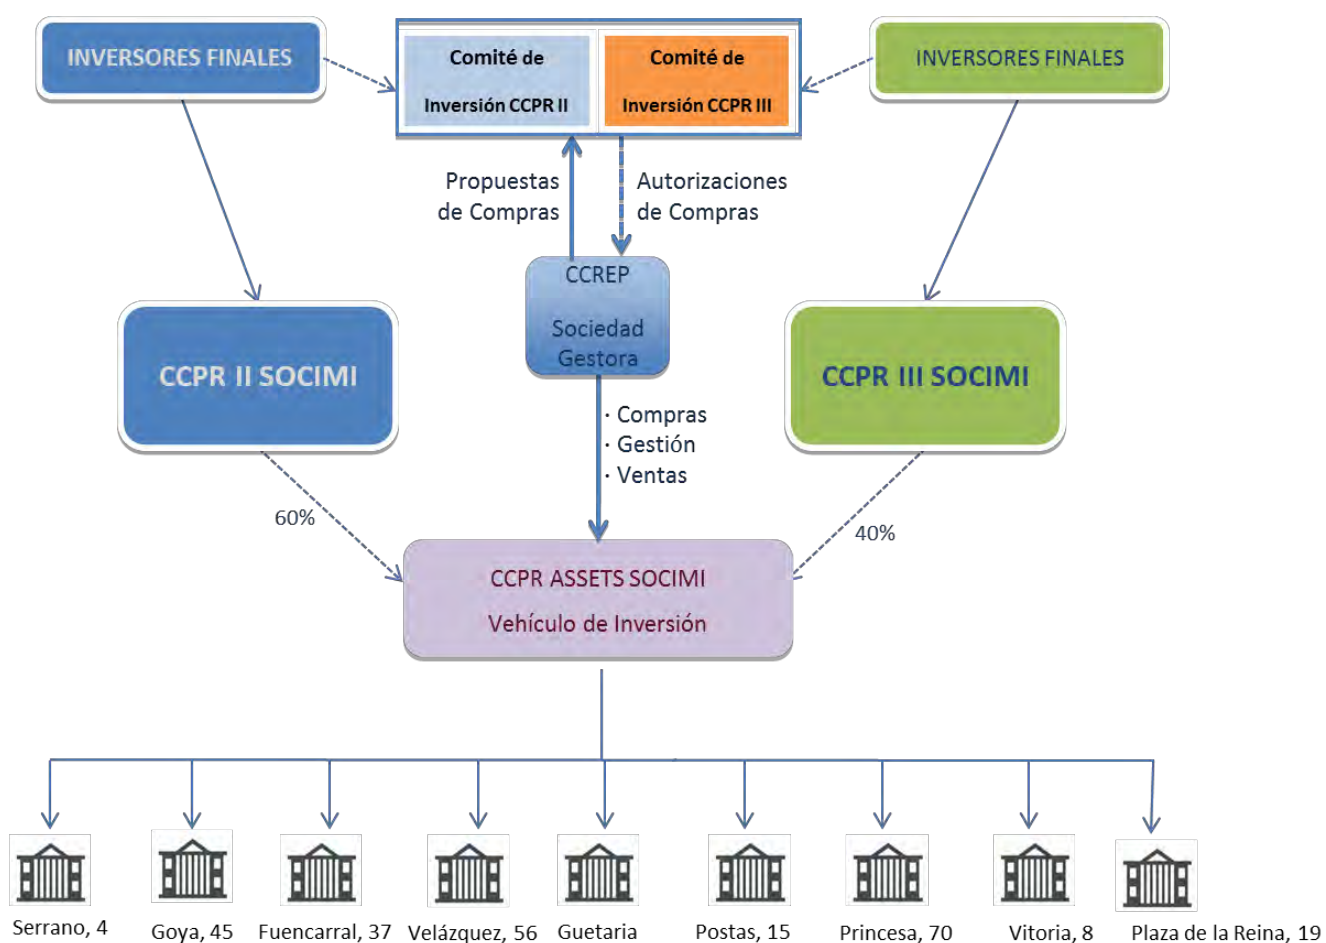 INVERSORES FINALES
Comité de
Inversión CCPR II
Comité de
Inversión CCPR III
INVERSORES FINALES
Propuestas
de Compras
Autorizaciones
de Compras
CCREP
Sociedad
Gestora
CCPR II SOCIMI
CCPR III SOCIMI
· Compras
· Gestión
· Ventas
60%
40%
CCPR ASSETS SOCIMI
Vehículo de Inversión
Serrano, 4
Goya, 45
Fuencarral, 37
Velázquez, 56
Guetaria
Postas, 15
Princesa, 70
Vitoria, 8
Plaza de la Reina, 19